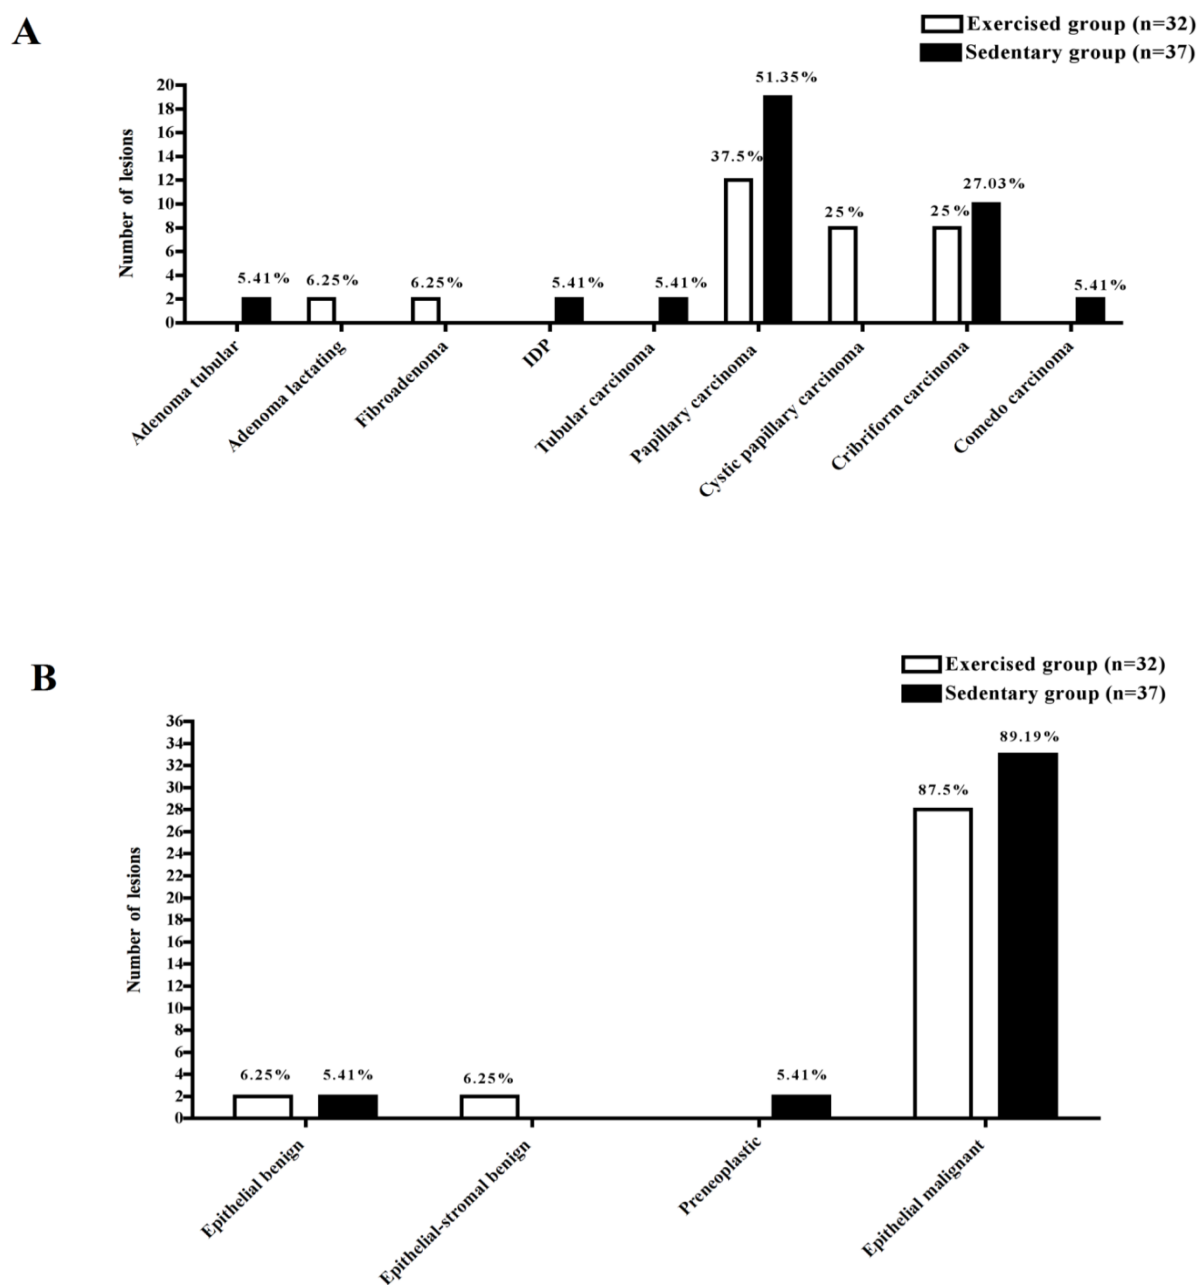 A
Exercised group (n=32)
Sedentary group (n=37)
Number of lesions
20
18
16
14
12
10
8
6
4
2
0
5.41%
6.25%
6.25%
5.41%
5.41%
37.5%
51.35%
25%
25%
27.03%
5.41%
Adenoma tubular
Adenoma lactating
Fibroadenoma
IDP
Tubular carcinoma
Papillary carcinoma
Cystic papillary carcinoma
Cribriform carcinoma
Comedo carcinoma
B
Exercised group (n=32)
Sedentary group (n=37)
Number of lesions
36
34
32
30
28
26
24
22
20
18
16
14
12
10
8
6
4
2
0
6.25%
5.41%
6.25%
5.41%
87.5%
89.19%
Epithelial benign
Epithelial-stromal benign
Preneoplastic
Epithelial malignant